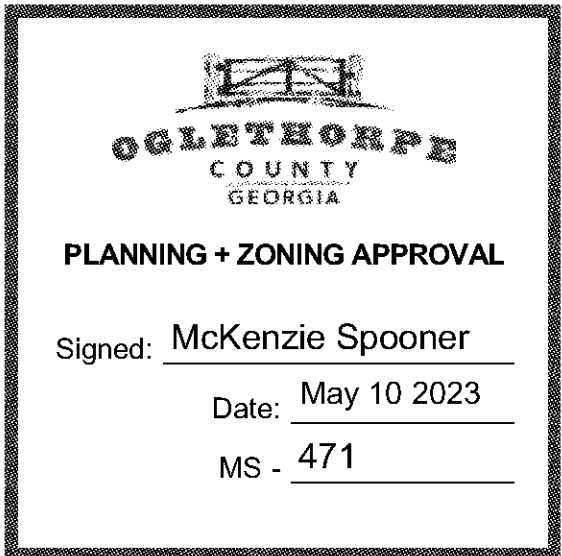 OGLETHORPE
COUNTY
GEORGIA
PLANNING + ZONING APPROVAL
Signed: McKenzie Spooner
Date: May 10 2023
MS - 471